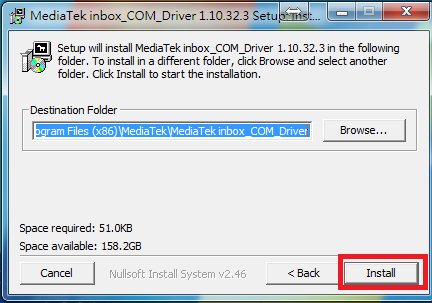 MediaTek inbox_COM_Driver 1.10.32.3 Setup Inst...
Setup will install MediaTek inbox_COM_Driver 1.10.32.3 in the following
folder. To install in a different folder, click Browse and select another
folder. Click Install to start the installation.
Destination Folder
ogram Files (x86)\MediaTek\MediaTek inbox_COM_Driver
Browse...
Space required: 51.0KB
Space available: 158.2GB
Cancel
Nullsoft Install System v2.46
< Back
Install